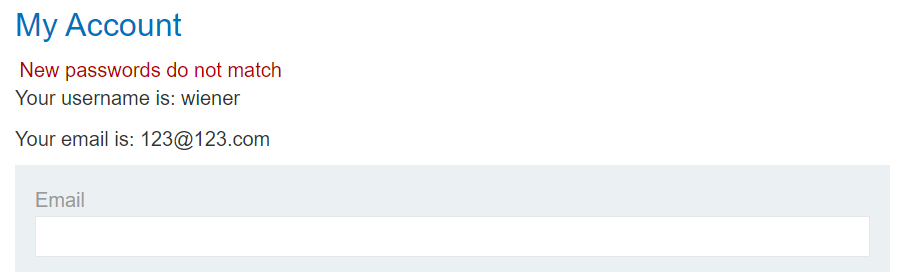 My Account
New passwords do not match
Your username is: wiener
Your email is: 123@123.com
Email